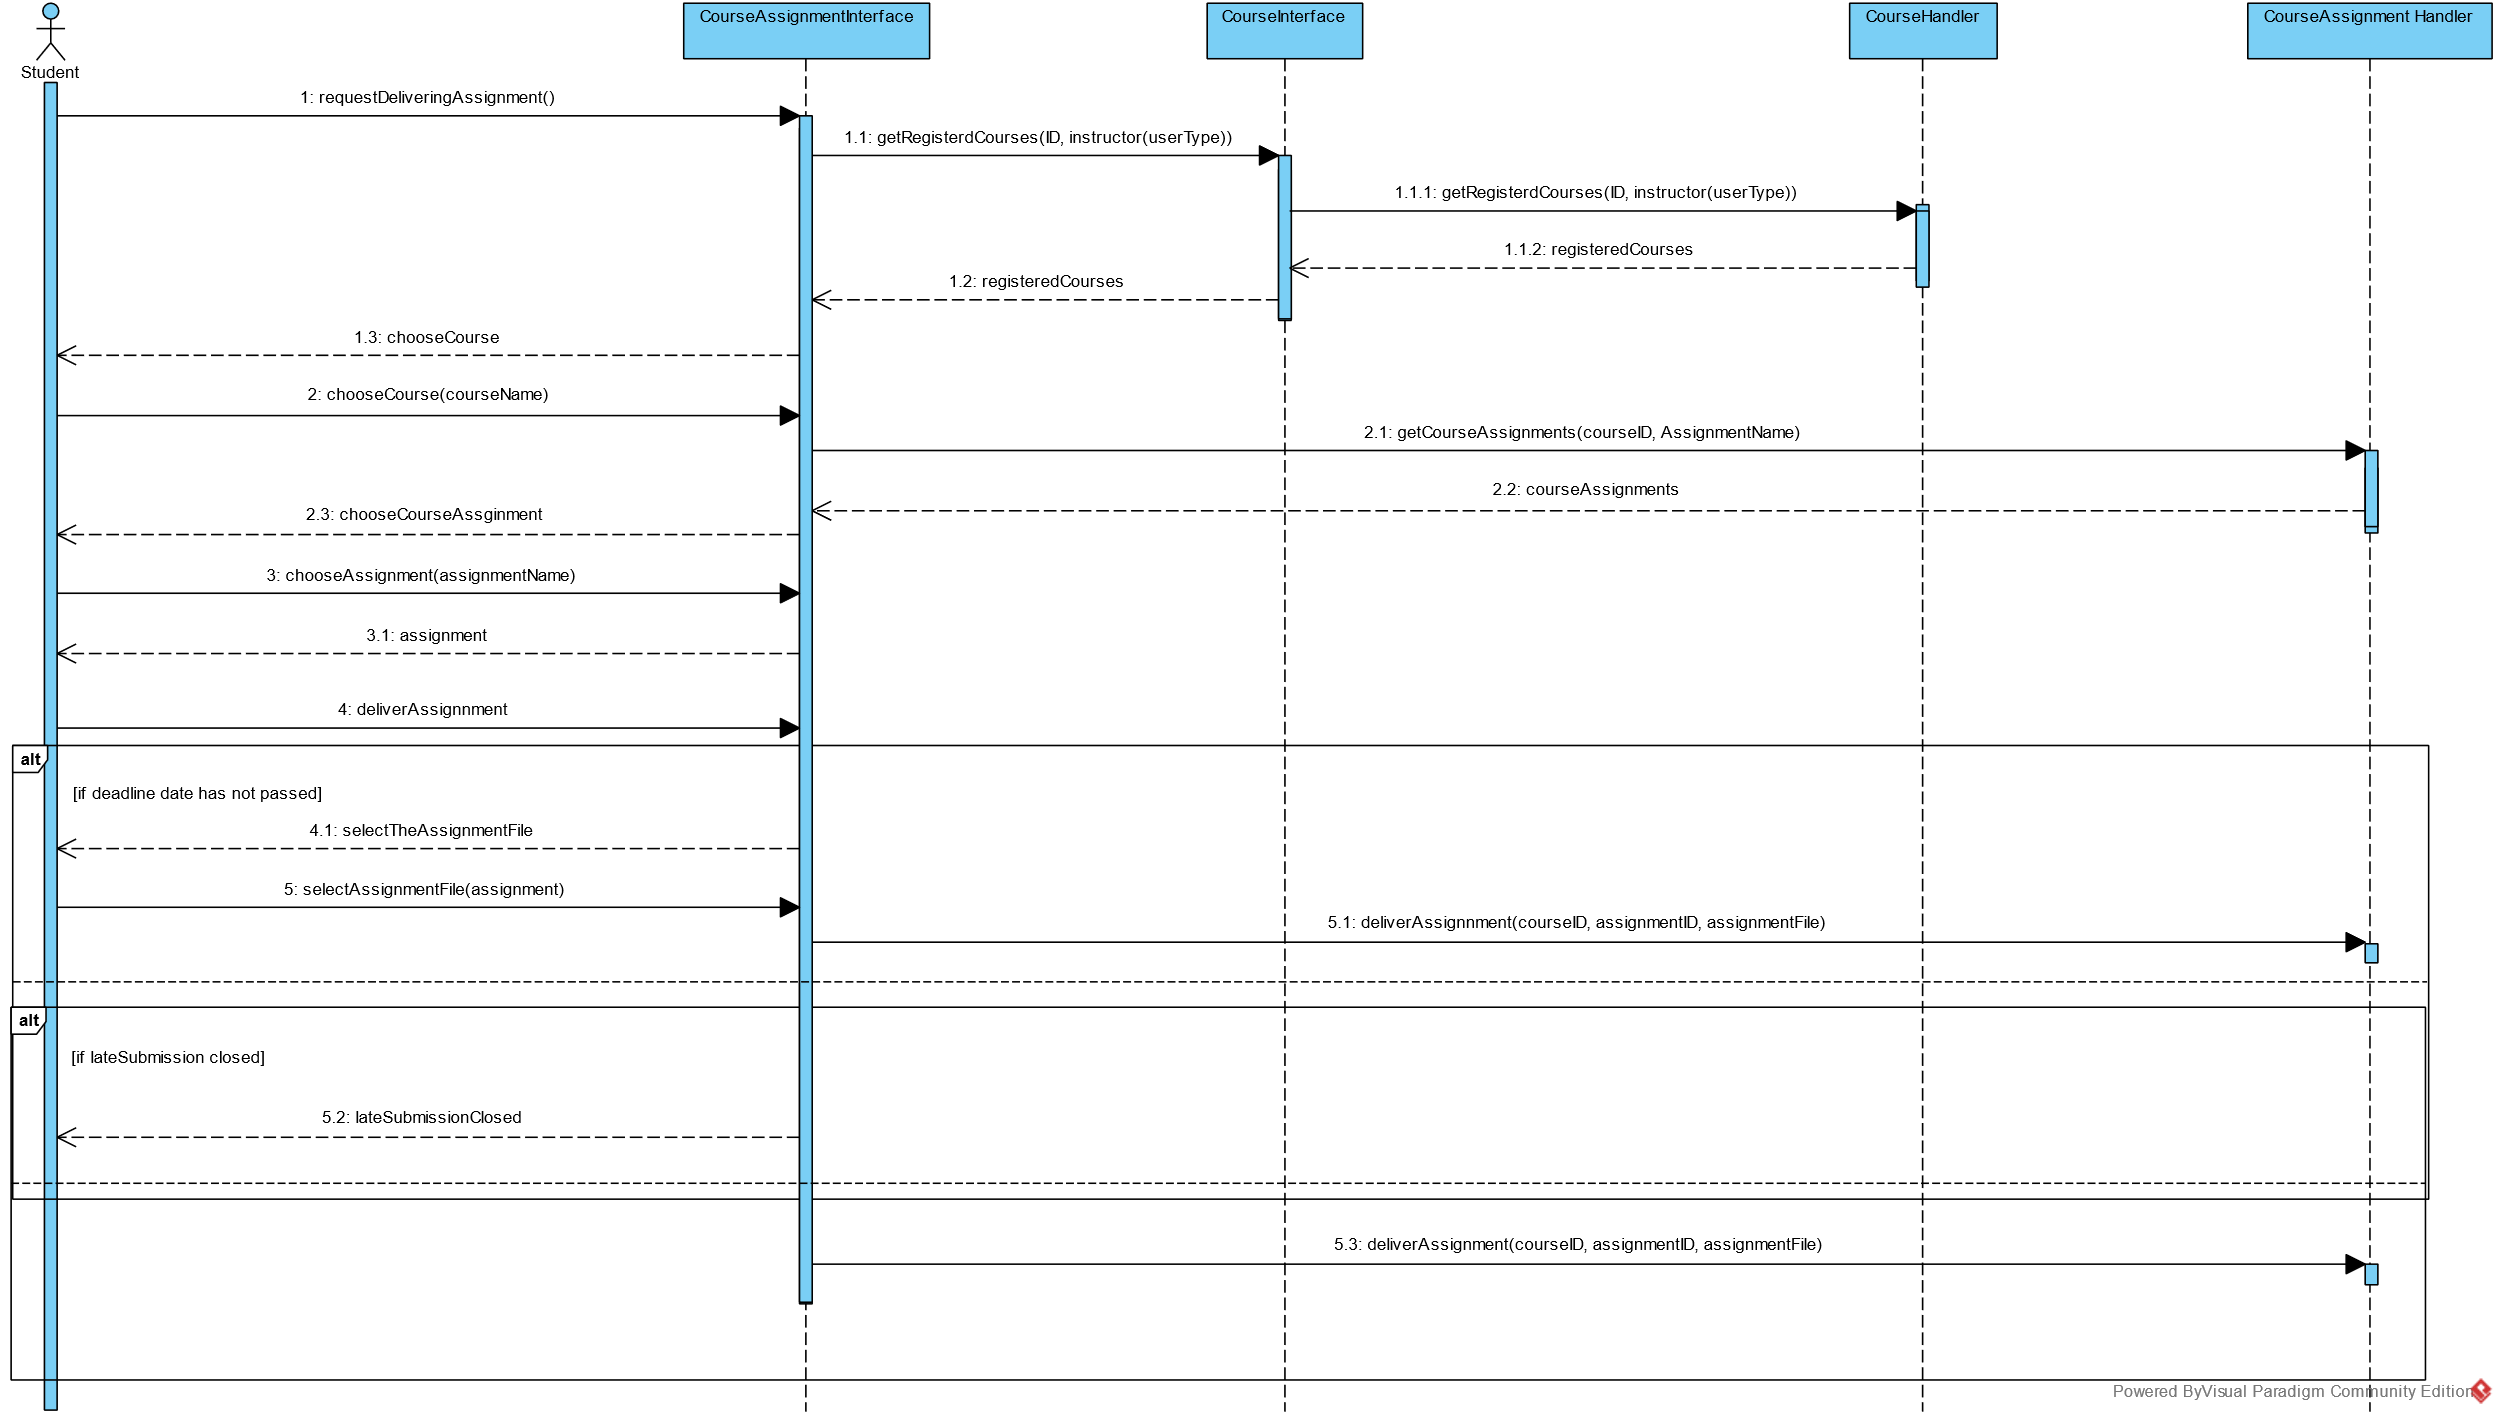 Student
CourseAssignmentInterface
CourseInterface
CourseHandler
CourseAssignment Handler
1: requestDeliveringAssignment()
1.1: getRegisterdCourses(ID, instructor(userType))
1.1.1: getRegisterdCourses(ID, instructor(userType))
1.1.2: registeredCourses
1.2: registeredCourses
1.3: chooseCourse
2: chooseCourse(courseName)
2.1: getCourseAssignments(courseID, AssignmentName)
2.2: courseAssignments
2.3: chooseCourseAssginment
3: chooseAssignment(assignmentName)
3.1: assignment
4: deliverAssignnment
alt
[if deadline date has not passed]
4.1: selectTheAssignmentFile
5: selectAssignmentFile(assignment)
5.1: deliverAssignnment(courseID, assignmentID, assignmentFile)
alt
[if lateSubmission closed]
5.2: lateSubmissionClosed
5.3: deliverAssignment(courseID, assignmentID, assignmentFile)
Powered ByVisual Paradigm Community Edition